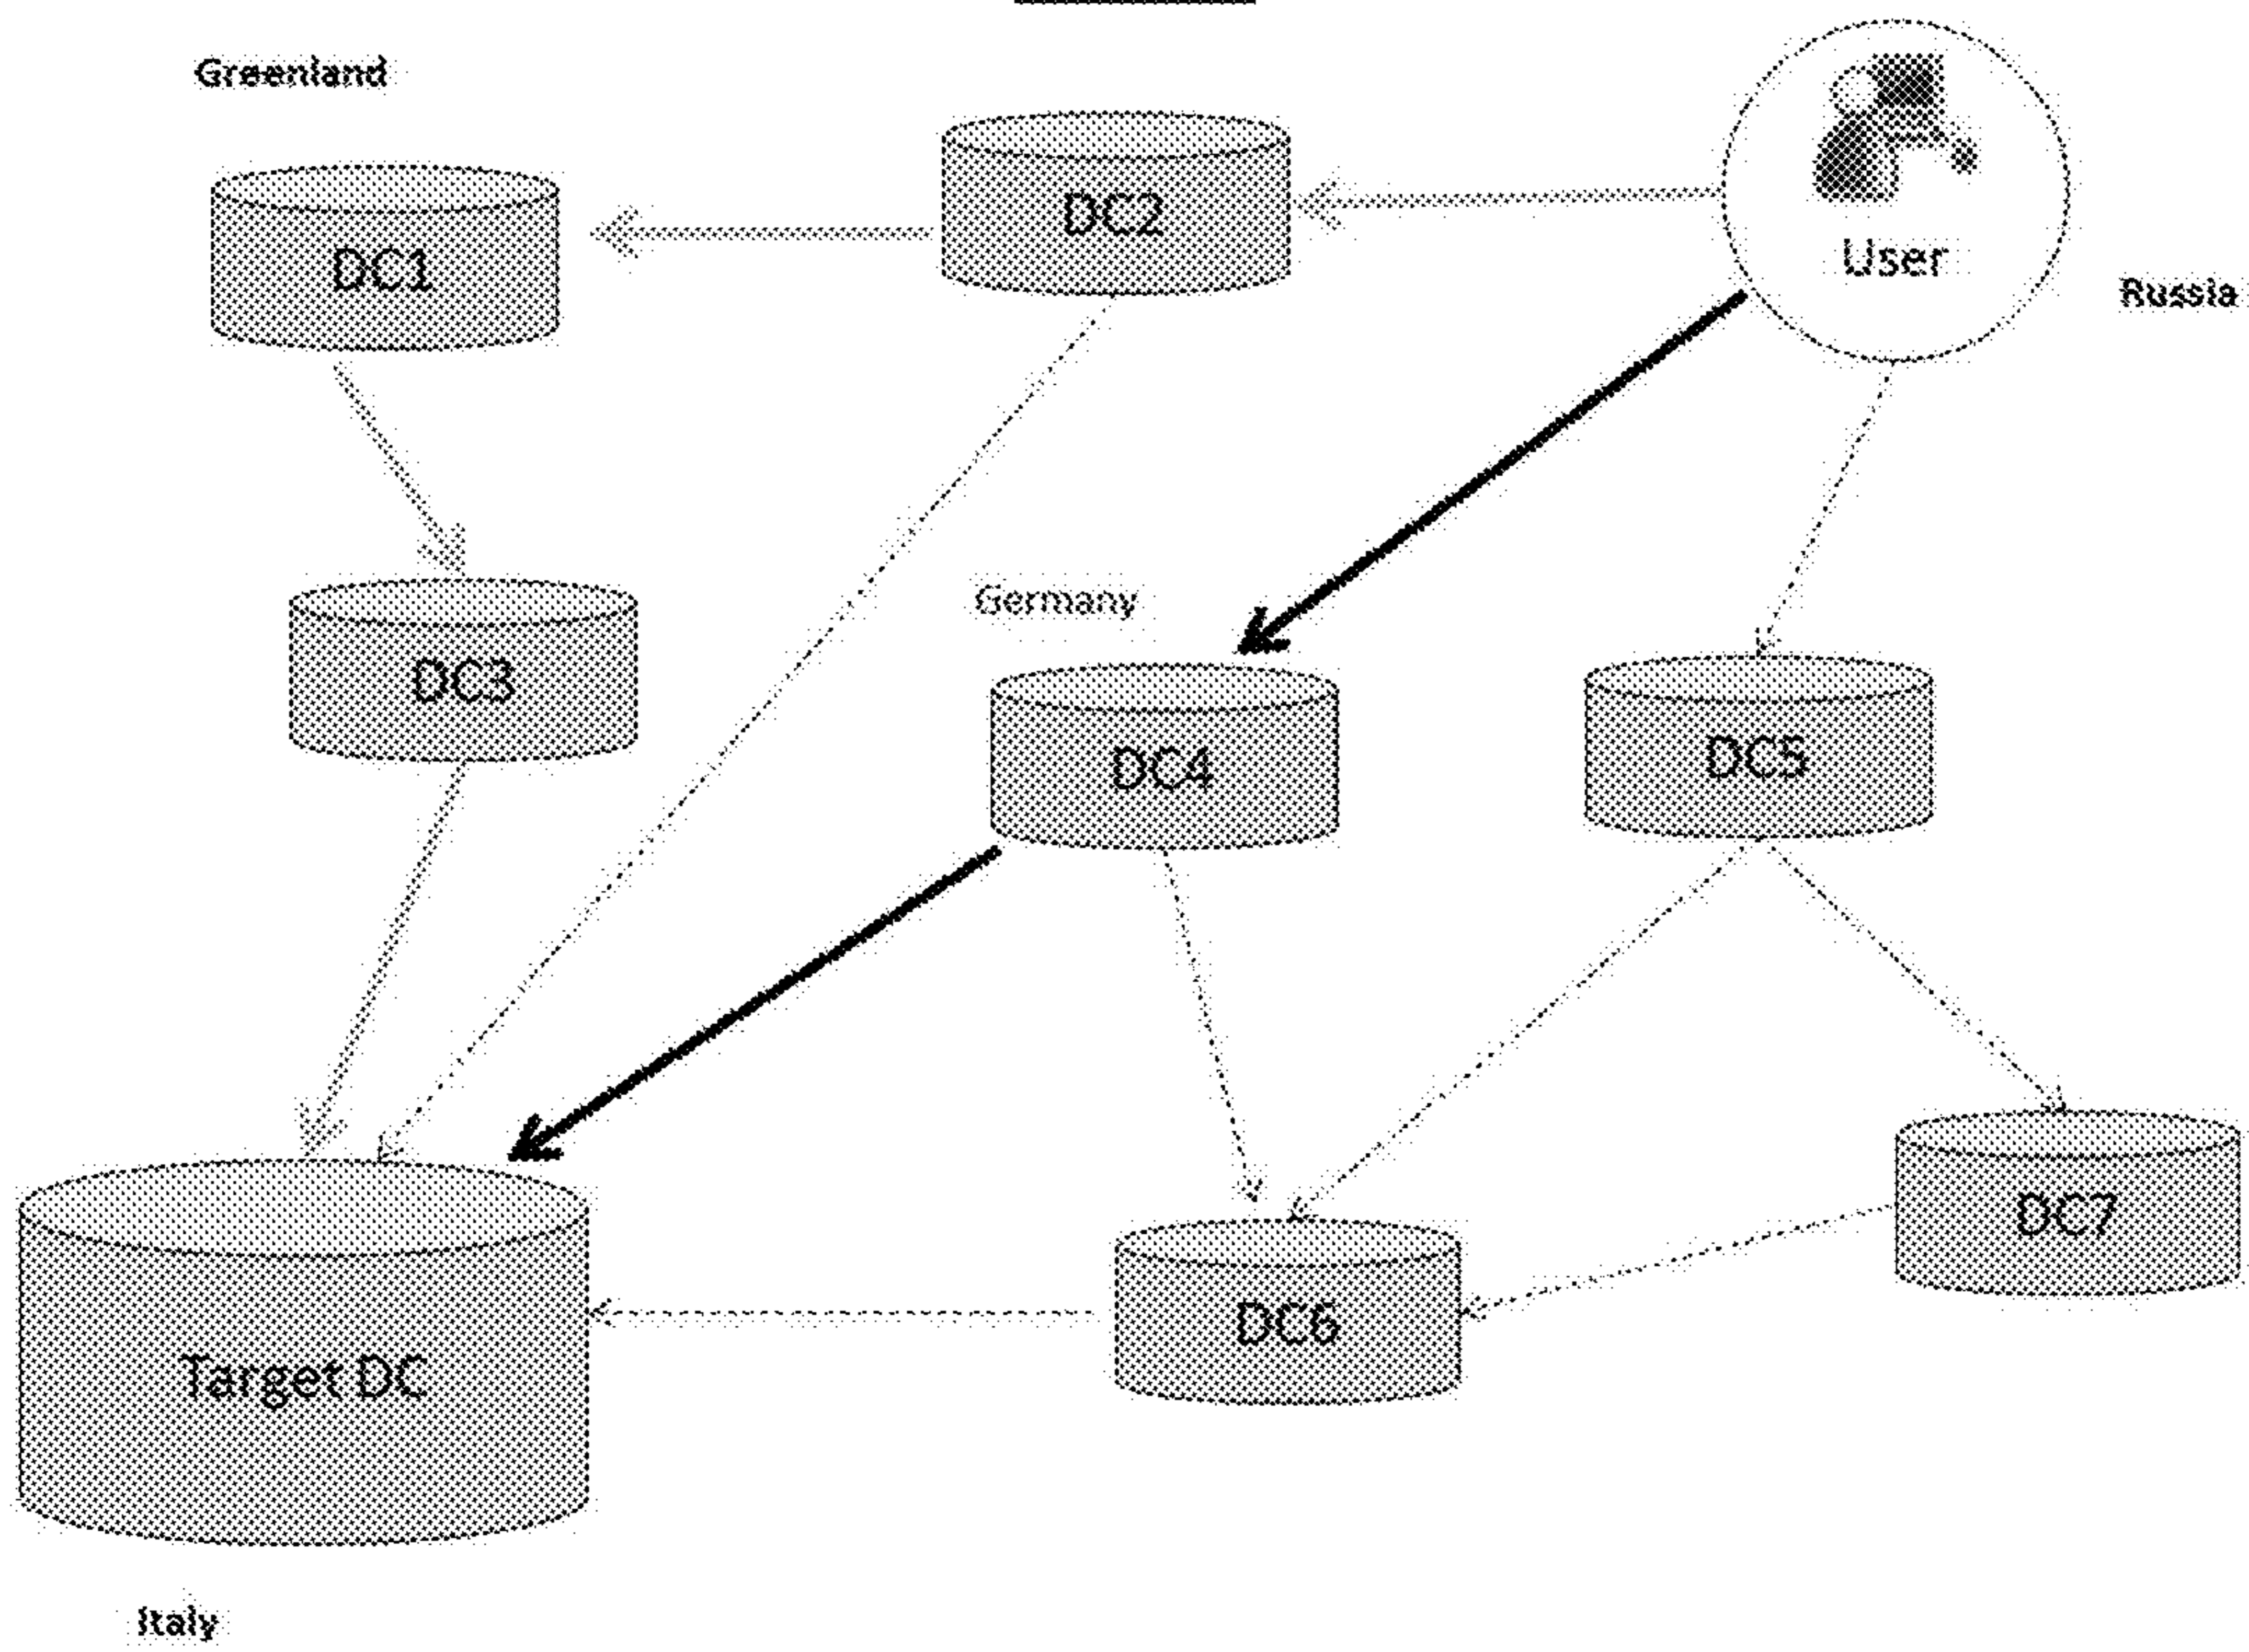 Greenland
DC2
DC1
User
Russia
Germany
DC3
DC4
DC5
DC7
DC6
Target DC
Italy